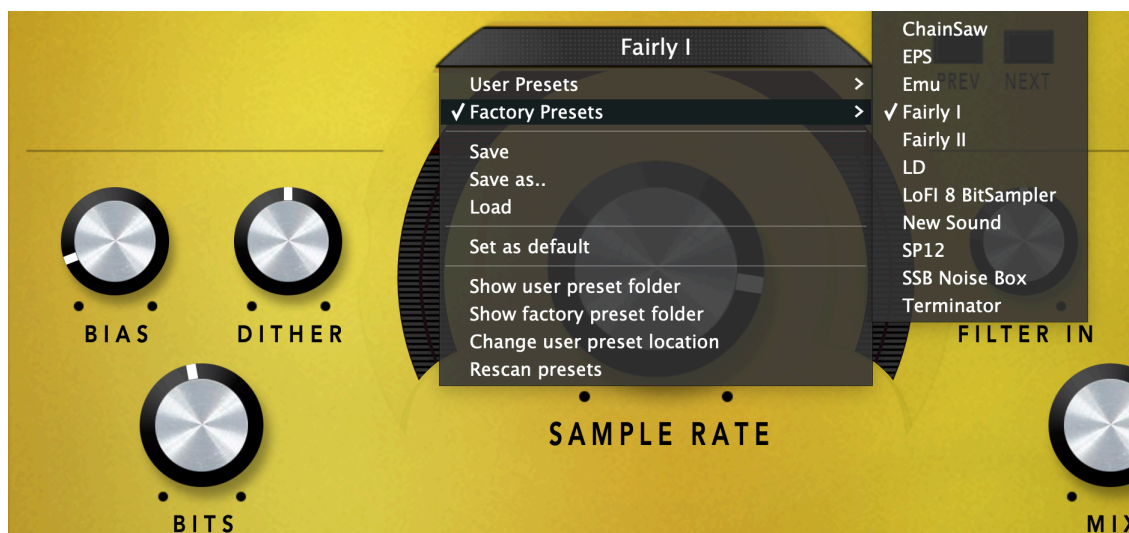 Fairly I
User Presets
Factory Presets
Save
Save as..
Load
Set as default
Show user preset folder
Show factory preset folder
Change user preset location
Rescan presets
ChainSaw
EPS
Emu
Fairly I
Fairly II
LD
LoFI 8 BitSampler
New Sound
SP12
SSB Noise Box
Terminator
PREV
NEXT
BIAS
DITHER
FILTER IN
SAMPLE RATE
BITS
MIX